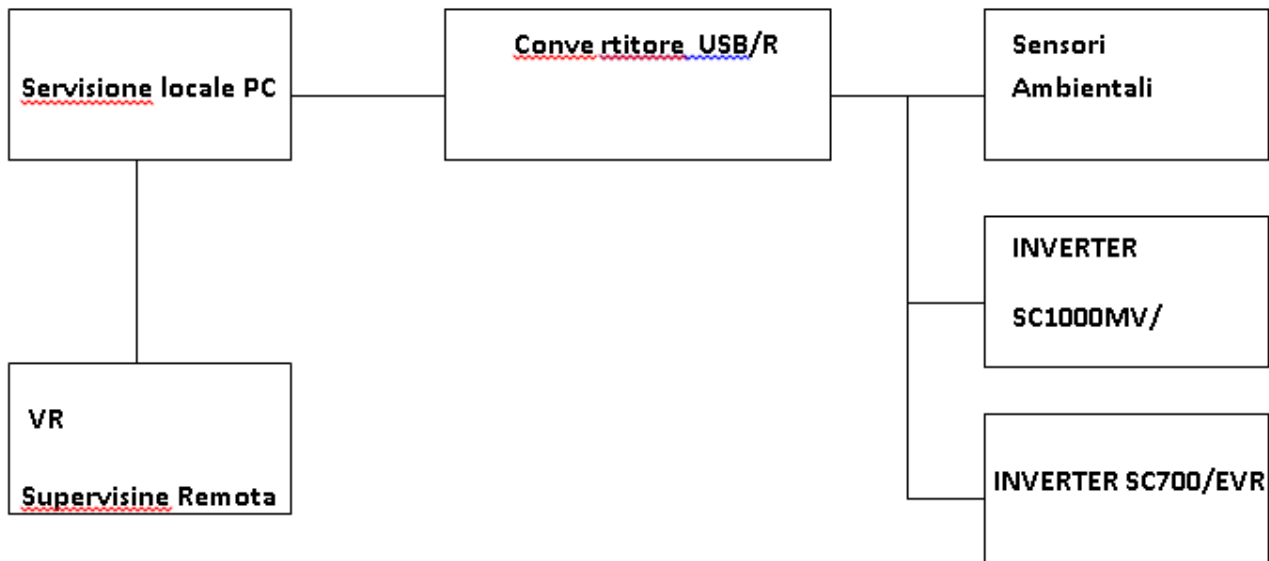 Servisione locale PC
Conve rtitore USB/R
Sensori
Ambientali
INVERTER
SC1000MV/
VR
Supervisine Remota
INVERTER SC700/EVR